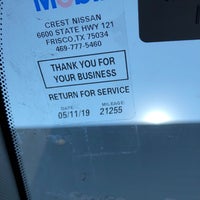 Mobil
CREST NISSAN
6600 STATE HWY 121
FRISCO, TX 75034
469-777-5460
THANK YOU FOR
YOUR BUSINESS
RETURN FOR SERVICE
DATE: MILEAGE:
05/11/19 21255